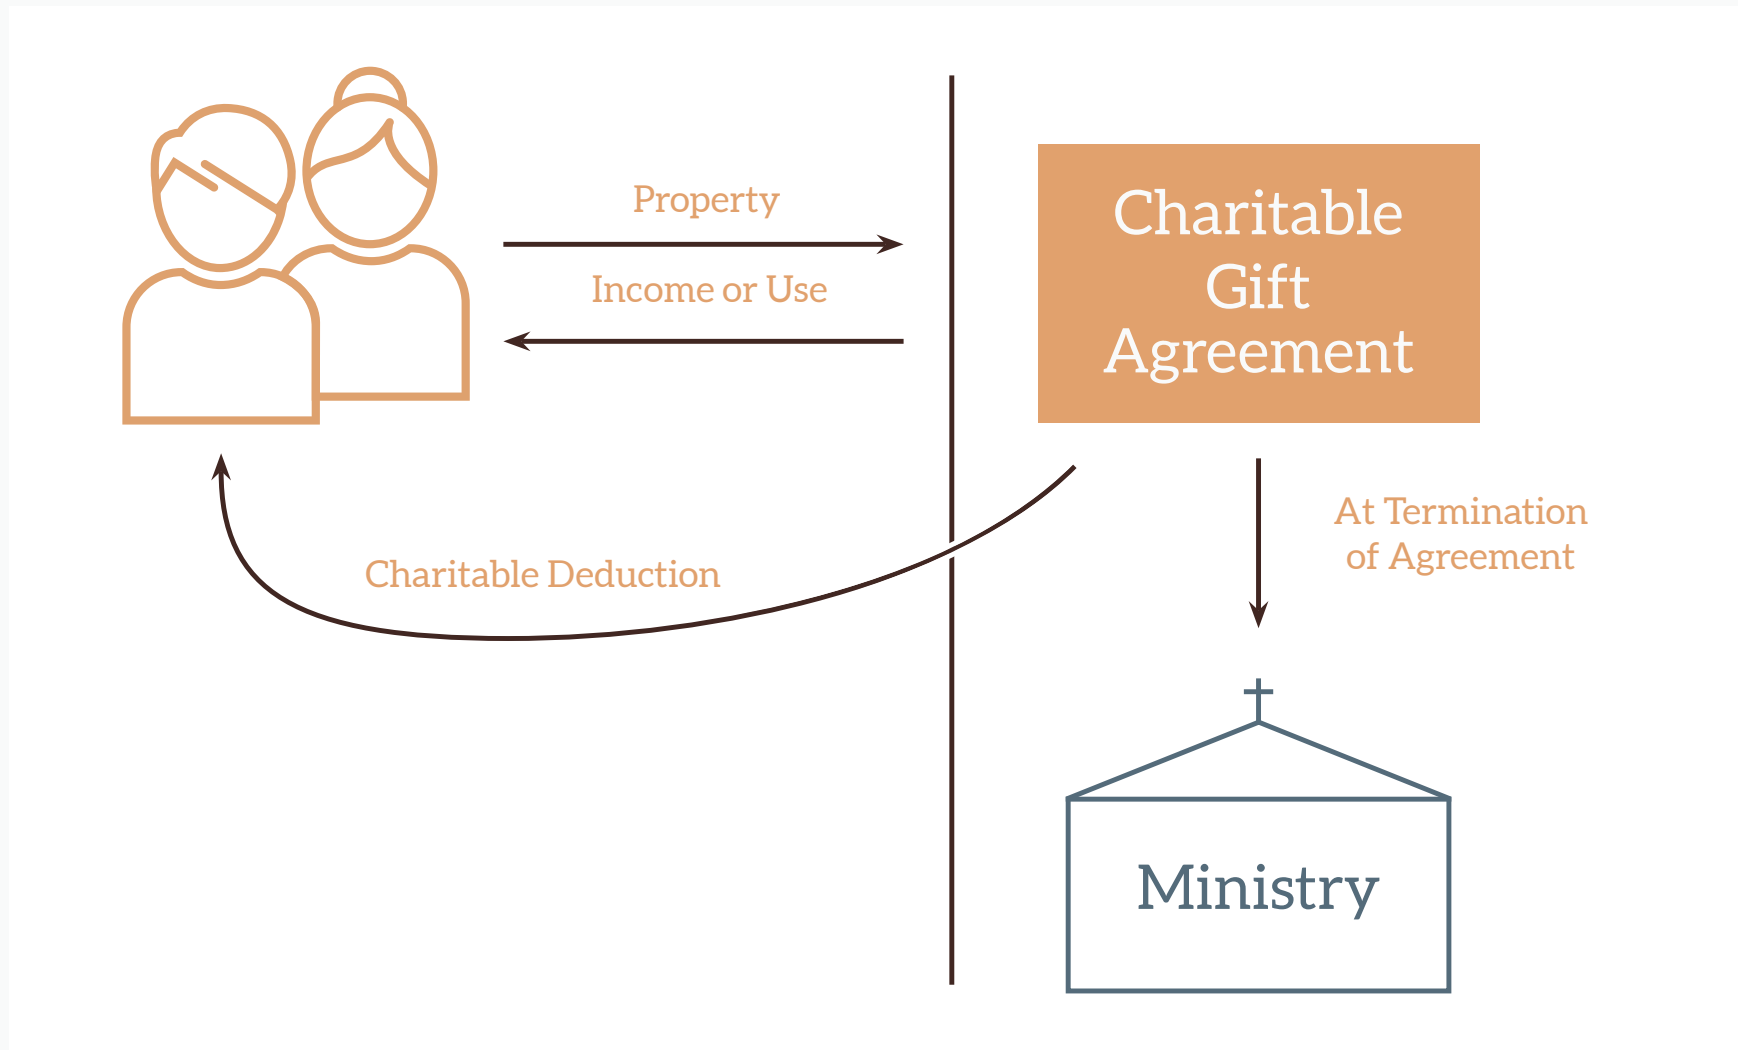 Property
Income or Use
Charitable
Gift
Agreement
Charitable Deduction
At Termination
of Agreement
Ministry